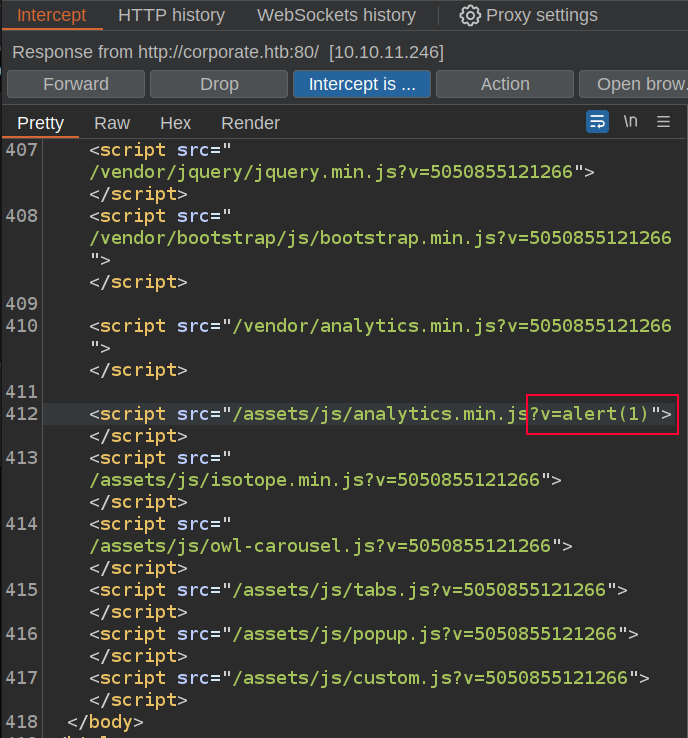 Intercept HTTP history WebSockets history Proxy settings
Response from http://corporate.htb:80/ [10.10.11.246]
Forward Drop Intercept is ... Action Open brow.
Pretty Raw Hex Render \n
407 <script src="
/vendor/jquery/jquery.min.js?v=5050855121266">
</script>
408 <script src="
/vendor/bootstrap/js/bootstrap.min.js?v=5050855121266
">
</script>
409
410 <script src="/vendor/analytics.min.js?v=5050855121266
">
</script>
411
412 <script src="/assets/js/analytics.min.js?v=alert(1)">
</script>
413 <script src="
/assets/js/isotope.min.js?v=5050855121266">
</script>
414 <script src="
/assets/js/owl-carousel.js?v=5050855121266">
</script>
415 <script src="/assets/js/tabs.js?v=5050855121266">
</script>
416 <script src="/assets/js/popup.js?v=5050855121266">
</script>
417 <script src="/assets/js/custom.js?v=5050855121266">
</script>
418 </body>